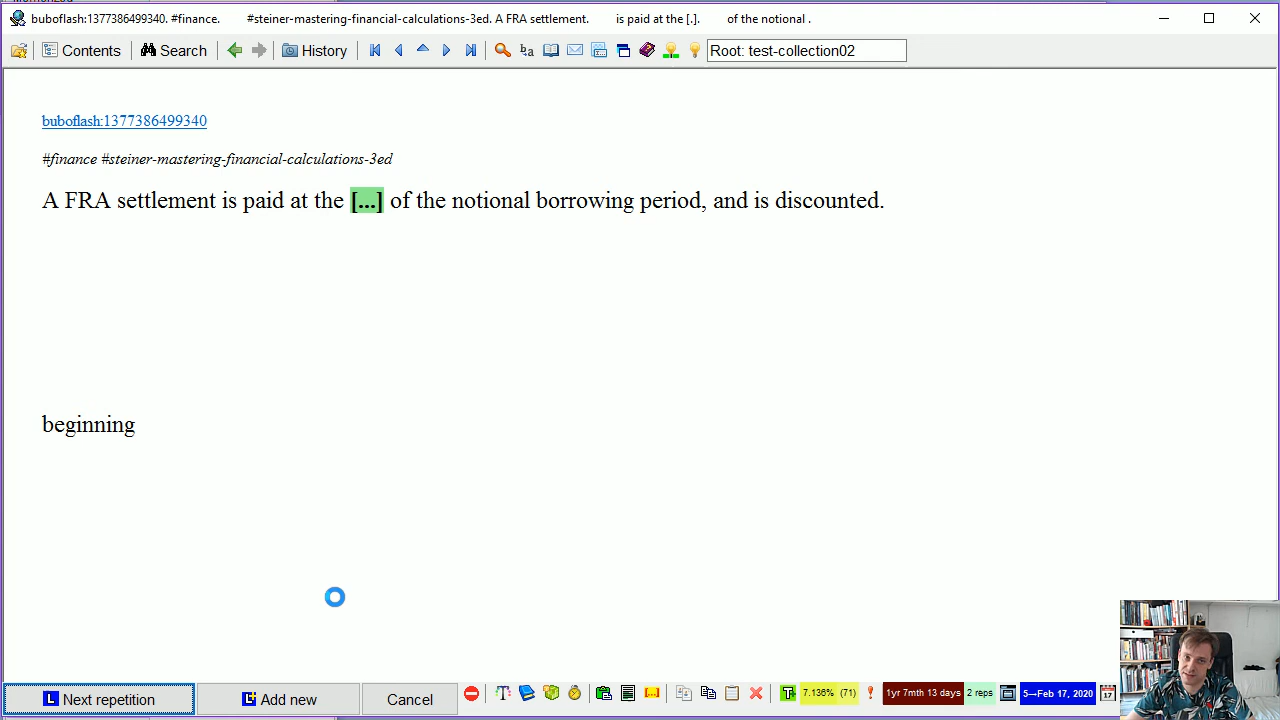 buboflash:1377386499340. #finance. #steiner-mastering-financial-calculations-3ed. A FRA settlement. is paid at the [.]. of the notional .
Contents Search History Root: test-collection02
buboflash:1377386499340
#finance #steiner-mastering-financial-calculations-3ed
A FRA settlement is paid at the [...] of the notional borrowing period, and is discounted.
beginning
Next repetition Add new Cancel 7.136% (71) 1yr 7mth 13 days 2 reps 5—Feb 17, 2020 17